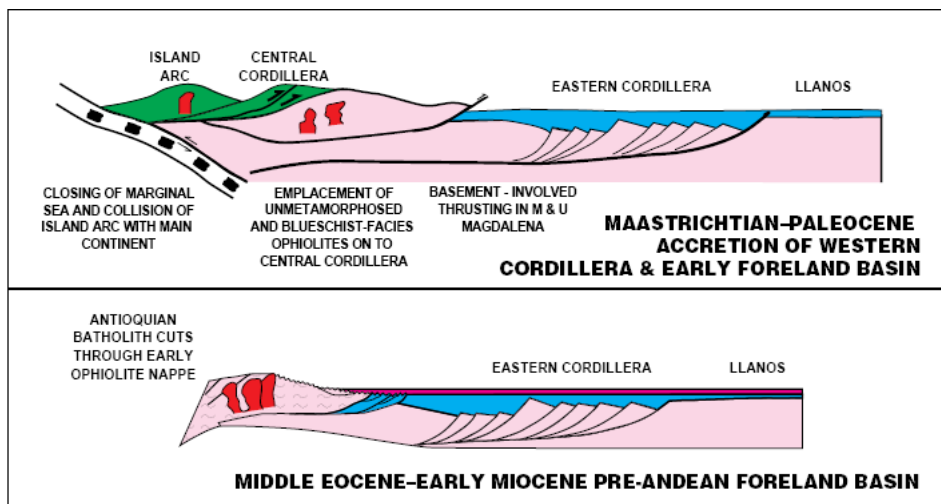 ISLAND
ARC
CENTRAL
CORDILLERA
EASTERN CORDILLERA
LLANOS
CLOSING OF MARGINAL
SEA AND COLLISION OF
ISLAND ARC WITH MAIN
CONTINENT
EMPLACEMENT OF
UNMETAMORPHOSED
AND BLUESCHIST-FACIES
OPHIOLITES ON TO
CENTRAL CORDILLERA
BASEMENT - INVOLVED
THRUSTING IN M & U
MAGDALENA
MAASTRICHTIAN–PALEOCENE
ACCRETION OF WESTERN
CORDILLERA & EARLY FORELAND BASIN
ANTIOQUIAN
BATHOLITH CUTS
THROUGH EARLY
OPHIOLITE NAPPE
EASTERN CORDILLERA
LLANOS
MIDDLE EOCENE–EARLY MIOCENE PRE-ANDEAN FORELAND BASIN